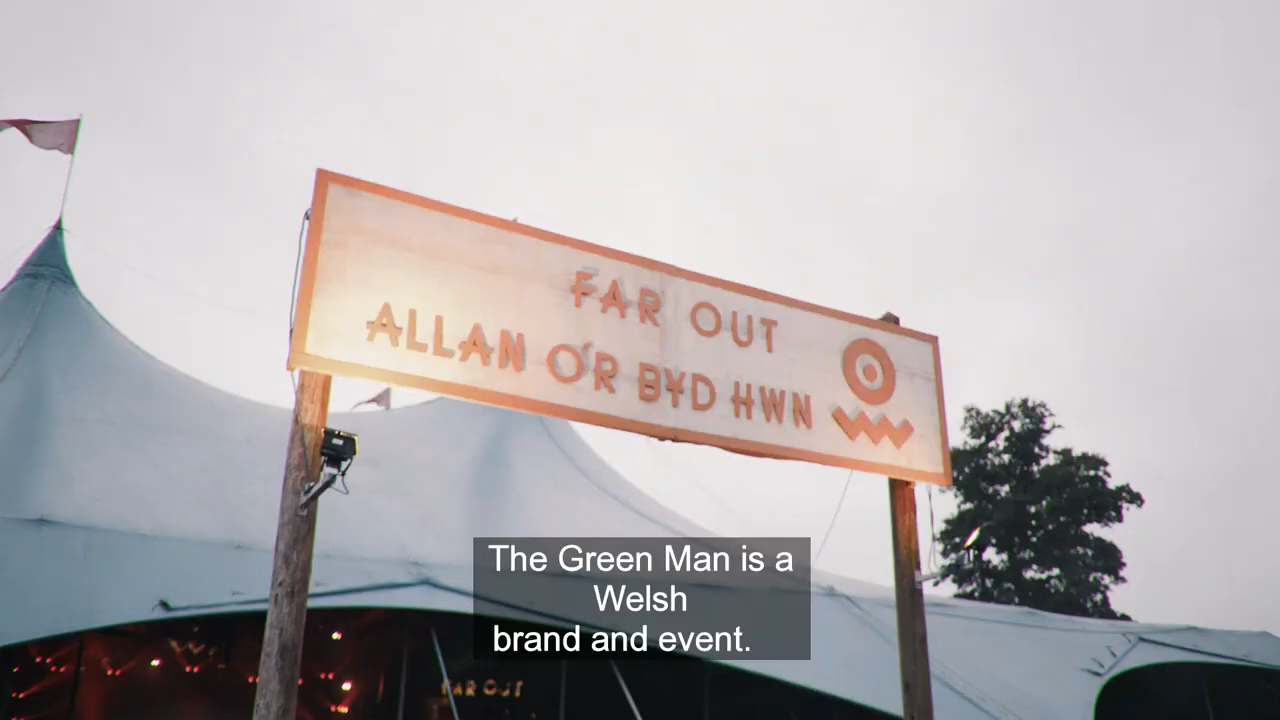 FAR OUT
ALLAN O'R BYD HWN
The Green Man is a
Welsh
brand and event.
FAR OUT